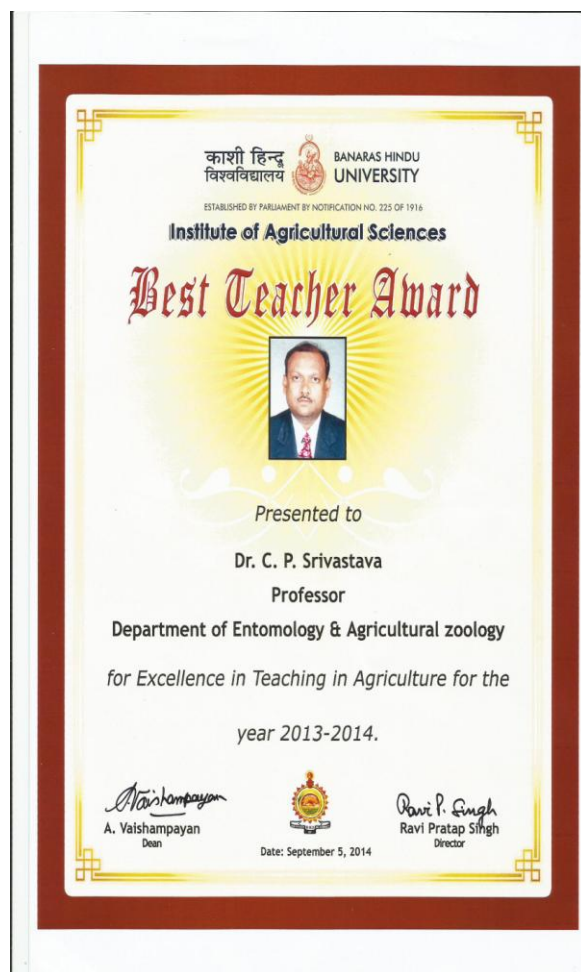 काशी हिन्दू
विश्वविद्यालय
BANARAS HINDU
UNIVERSITY
ESTABLISHED BY PARLIAMENT BY NOTIFICATION NO. 225 OF 1916
Institute of Agricultural Sciences
Best Teacher Award
Presented to
Dr. C. P. Srivastava
Professor
Department of Entomology & Agricultural zoology
for Excellence in Teaching in Agriculture for the
year 2013-2014.
A. Vaishampayan
A. Vaishampayan
Dean
Date: September 5, 2014
Ravi P. Singh
Ravi Pratap Singh
Director